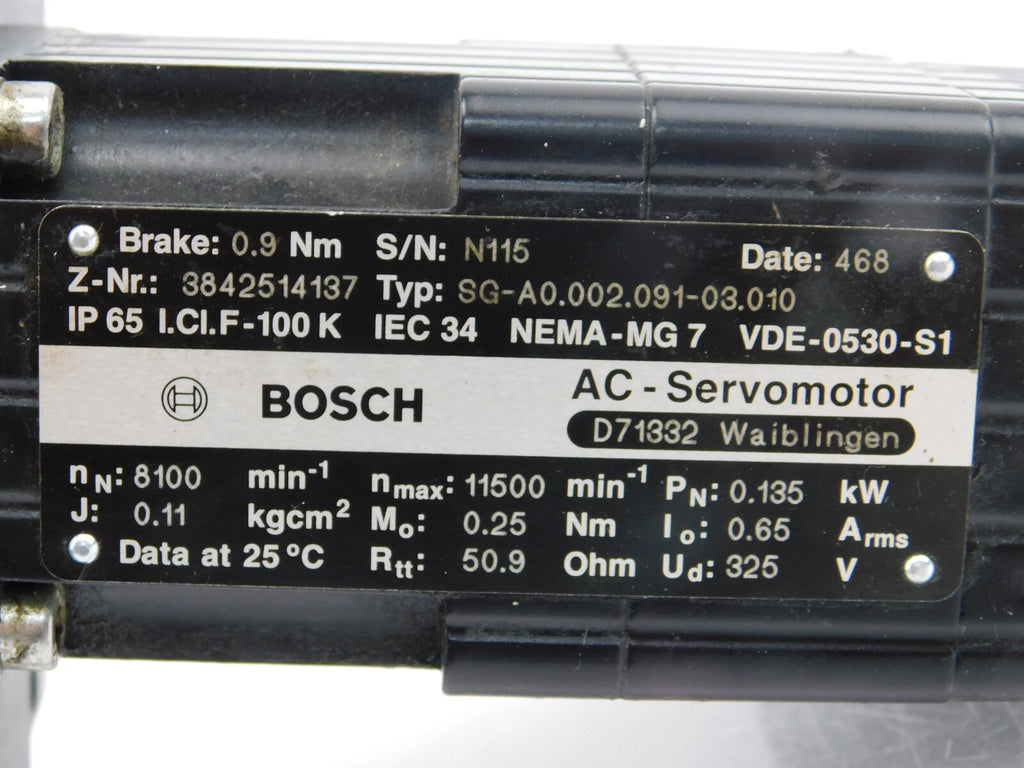 Brake: 0.9 Nm S/N: N115 Date: 468
Z-Nr.: 3842514137 Typ: SG-A0.002.091-03.010
IP 65 I.Cl.F-100 K IEC 34 NEMA-MG 7 VDE-0530-S1
BOSCH AC-Servomotor
D71332 Waiblingen
nN: 8100 min⁻¹ nmax: 11500 min⁻¹ PN: 0.135 kW
J: 0.11 kgcm² Mo: 0.25 Nm Io: 0.65 Arms
Data at 25 °C Rtt: 50.9 Ohm Ud: 325 V